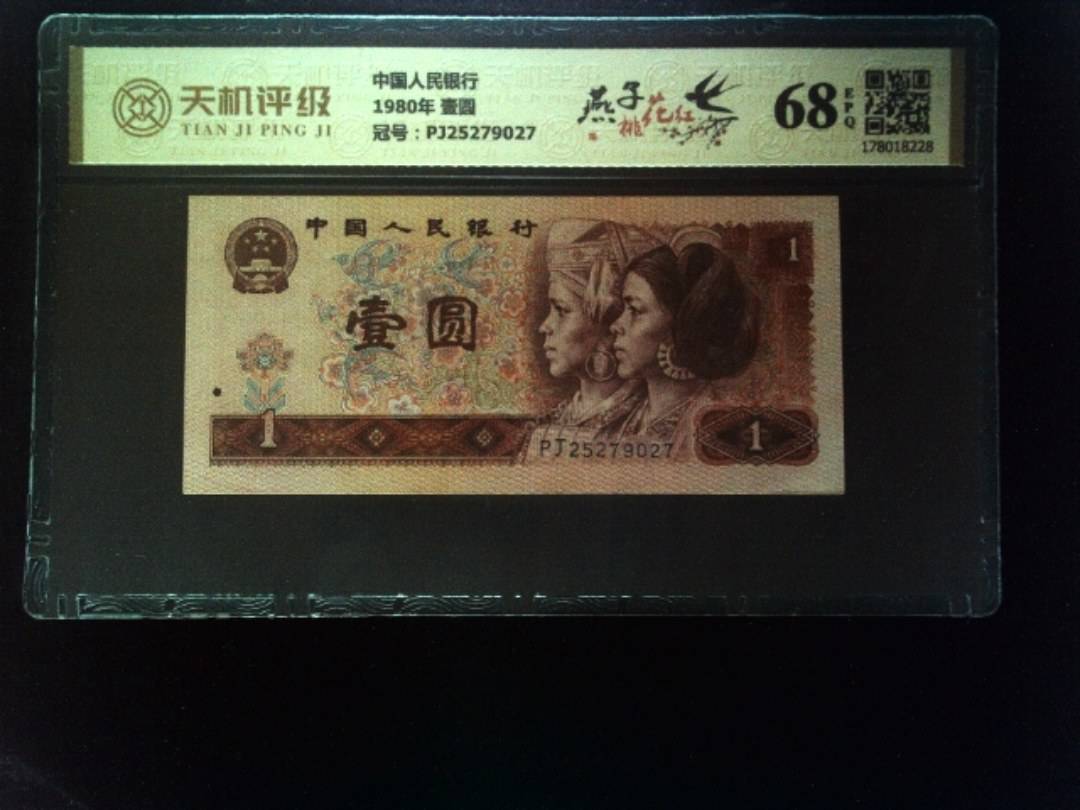 天机评级
TIAN JI PING JI
中国人民银行
1980年 壹圆
冠号：PJ25279027
燕子
桃花红
68
EPQ
178018228
中国人民银行
壹圆
1
1
1
PJ25279027